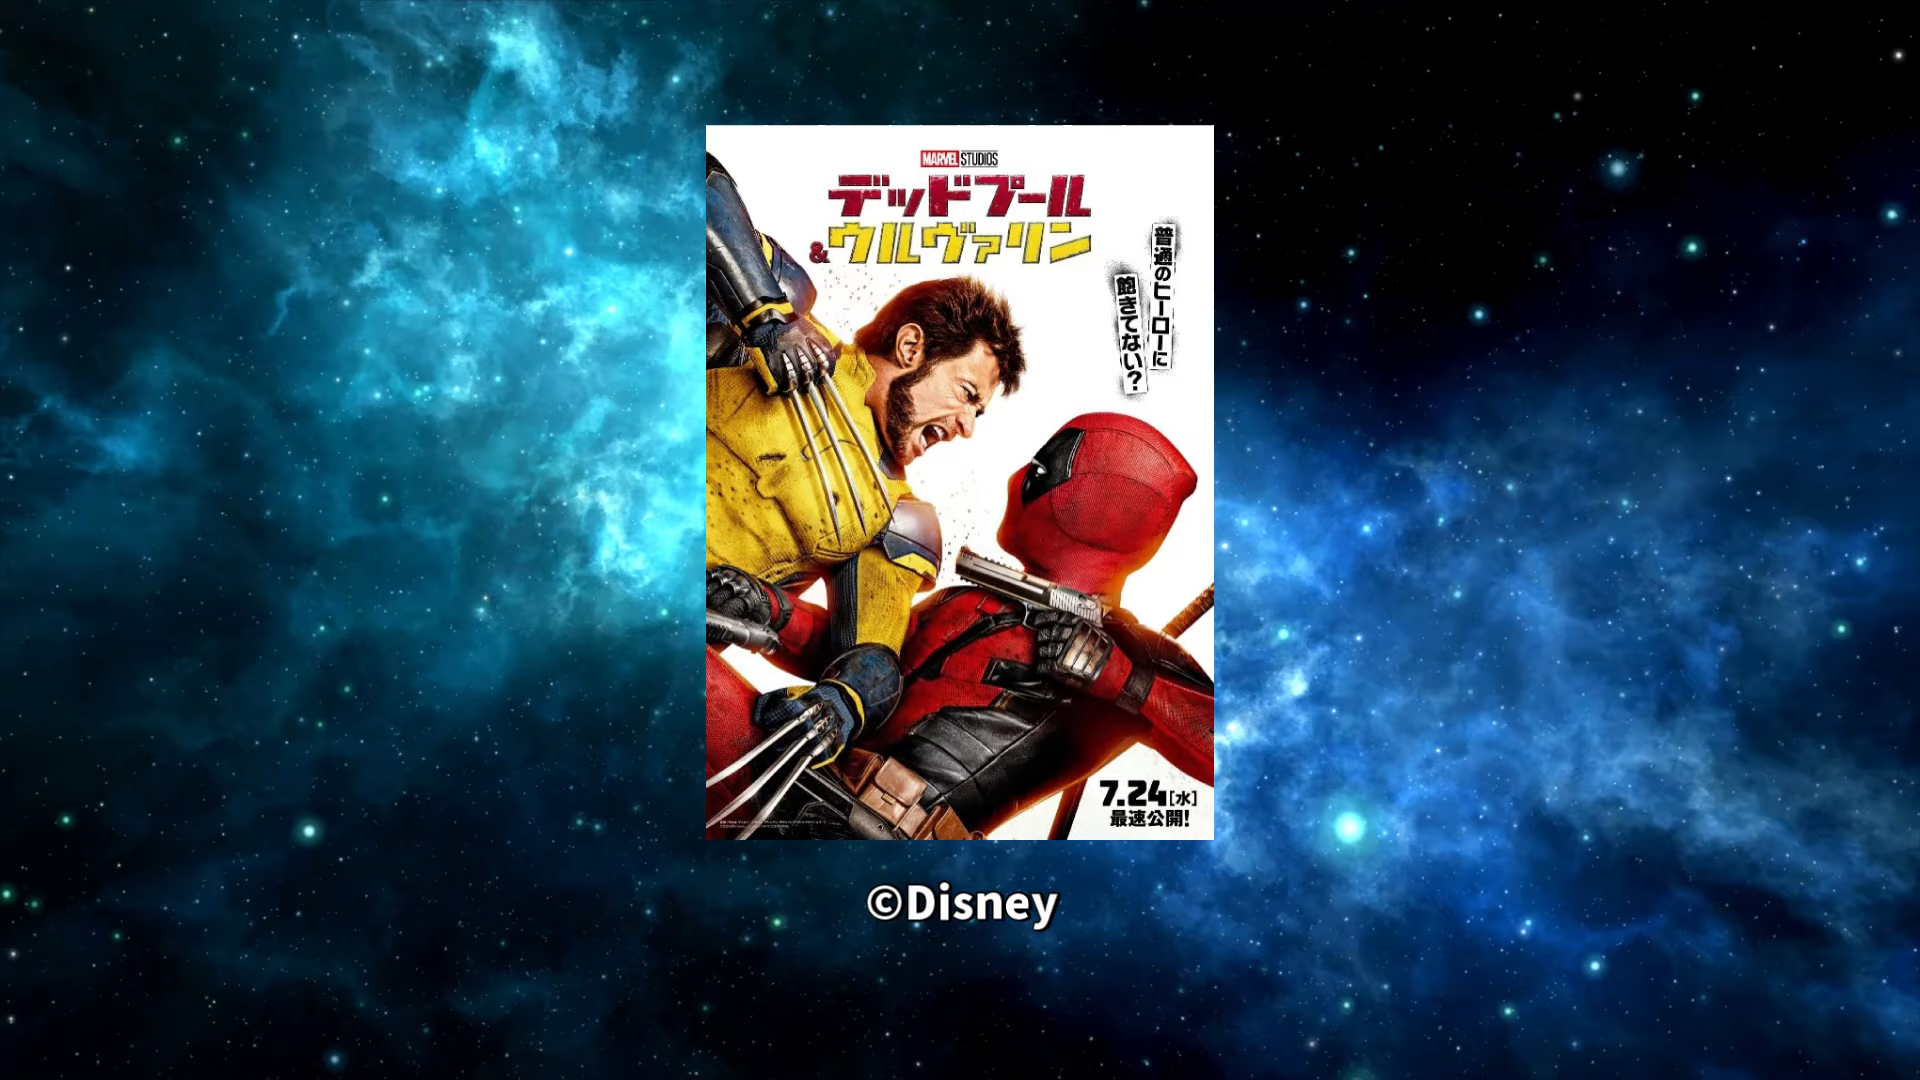 MARVEL STUDIOS
デッドプール
&ウルヴァリン
普通のヒーローに
飽きてない?
7.24[水]
最速公開!
©Disney